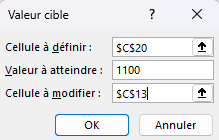 Valeur cible
?
Cellule à définir :
$C$20
Valeur à atteindre :
1100
Cellule à modifier :
$C$13
OK
Annuler